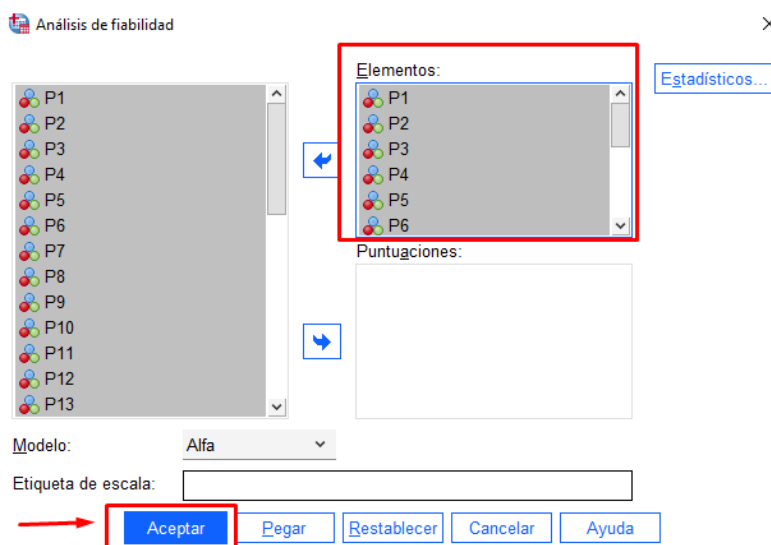 Análisis de fiabilidad
Elementos:
Estadísticos...
P1
P2
P3
P4
P5
P6
P7
P8
P9
P10
P11
P12
P13
P1
P2
P3
P4
P5
P6
Puntuaciones:
Modelo:
Alfa
Etiqueta de escala:
Aceptar
Pegar
Restablecer
Cancelar
Ayuda